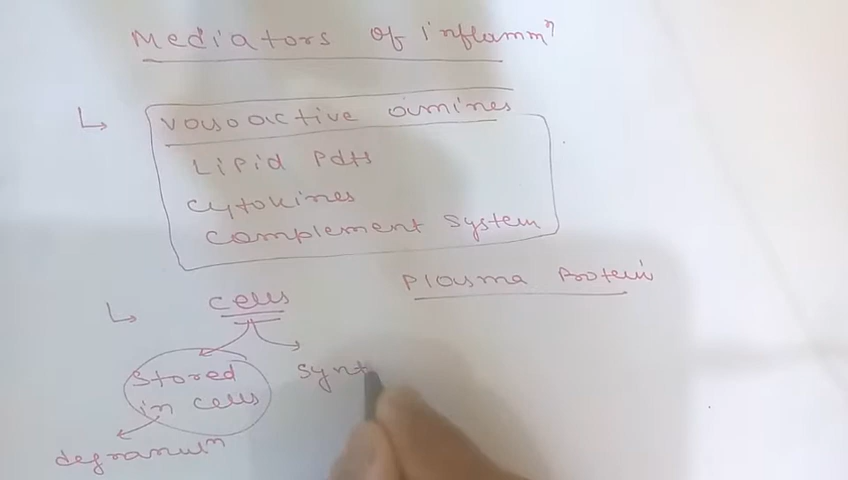 Mediators of inflammⁿ
↳ vasoactive amines
Lipid pdts
cytokines
complement system
↳ cells
Plasma Protein
stored
in cells
synt
degranulⁿ